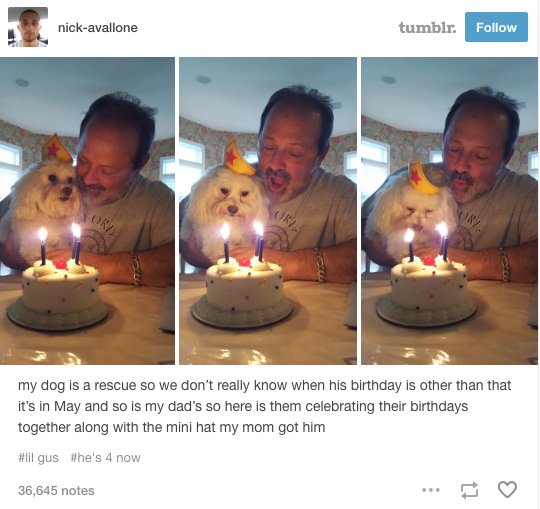 nick-avallone
tumblr. Follow
my dog is a rescue so we don't really know when his birthday is other than that
it's in May and so is my dad's so here is them celebrating their birthdays
together along with the mini hat my mom got him
#lil gus #he's 4 now
36,645 notes